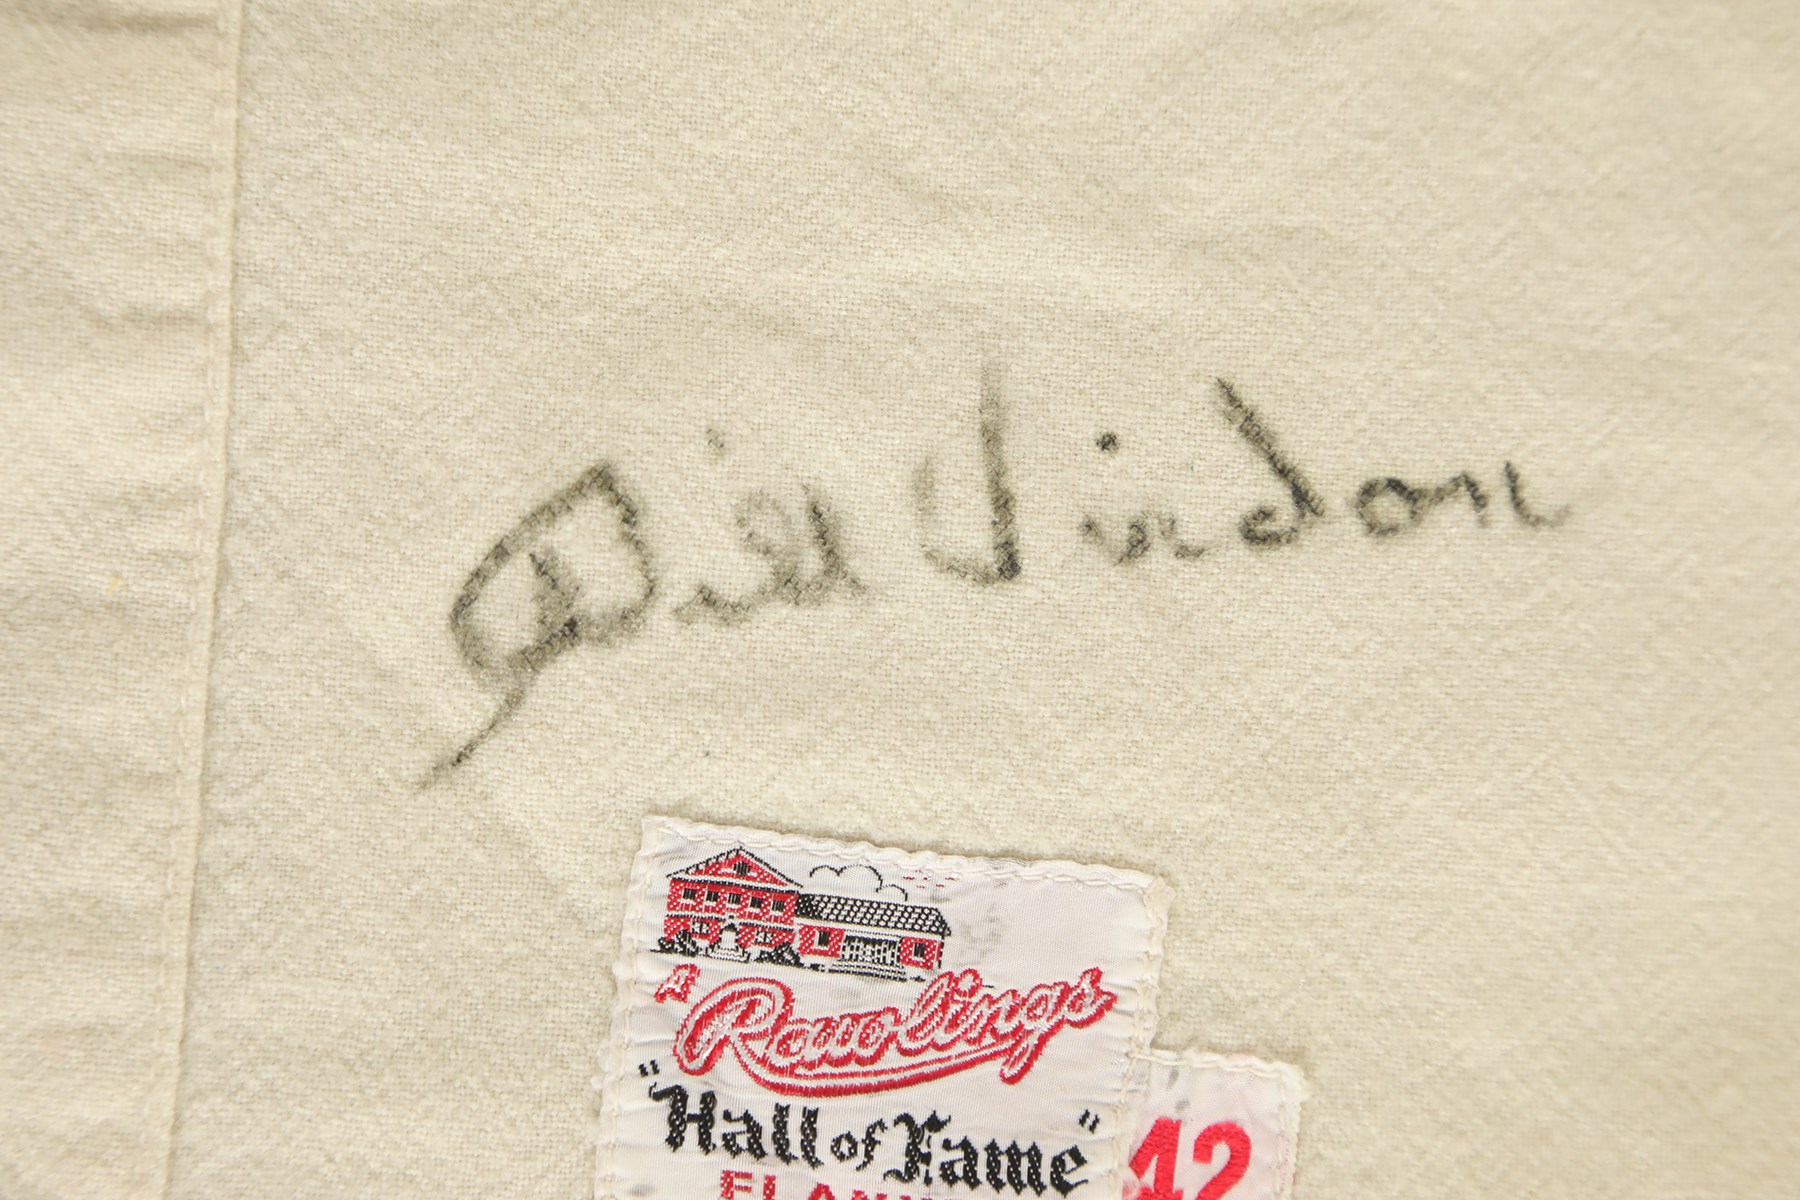 Bill Virdon
A
Rawlings
"Hall of Fame"
42